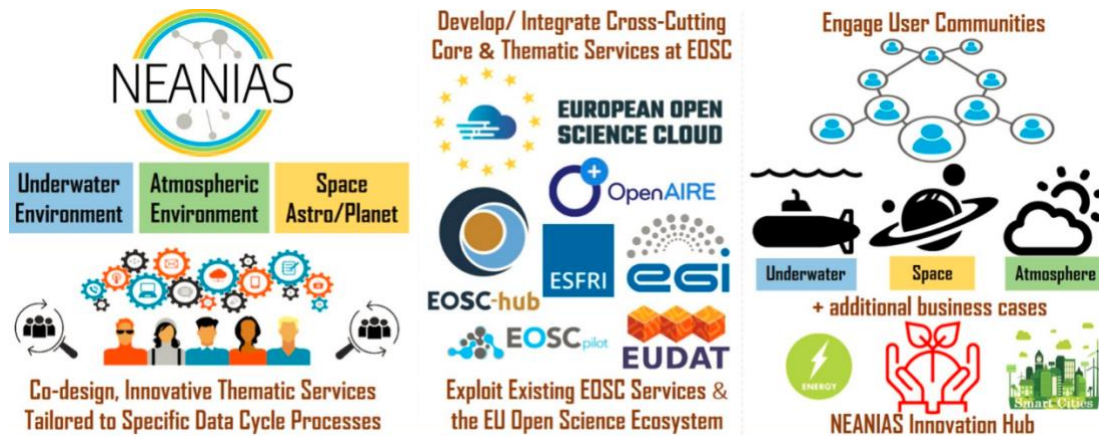 NEANIAS
Underwater
Environment
Atmospheric
Environment
Space
Astro/Planet
Co-design, Innovative Thematic Services
Tailored to Specific Data Cycle Processes
Develop/ Integrate Cross-Cutting
Core & Thematic Services at EOSC
EUROPEAN OPEN
SCIENCE CLOUD
OpenAIRE
EOSC-hub
ESFRI
eGI
EOSCpilot
EUDAT
Exploit Existing EOSC Services &
the EU Open Science Ecosystem
Engage User Communities
Underwater
Space
Atmosphere
+ additional business cases
ENERGY
Smart Cities
NEANIAS Innovation Hub